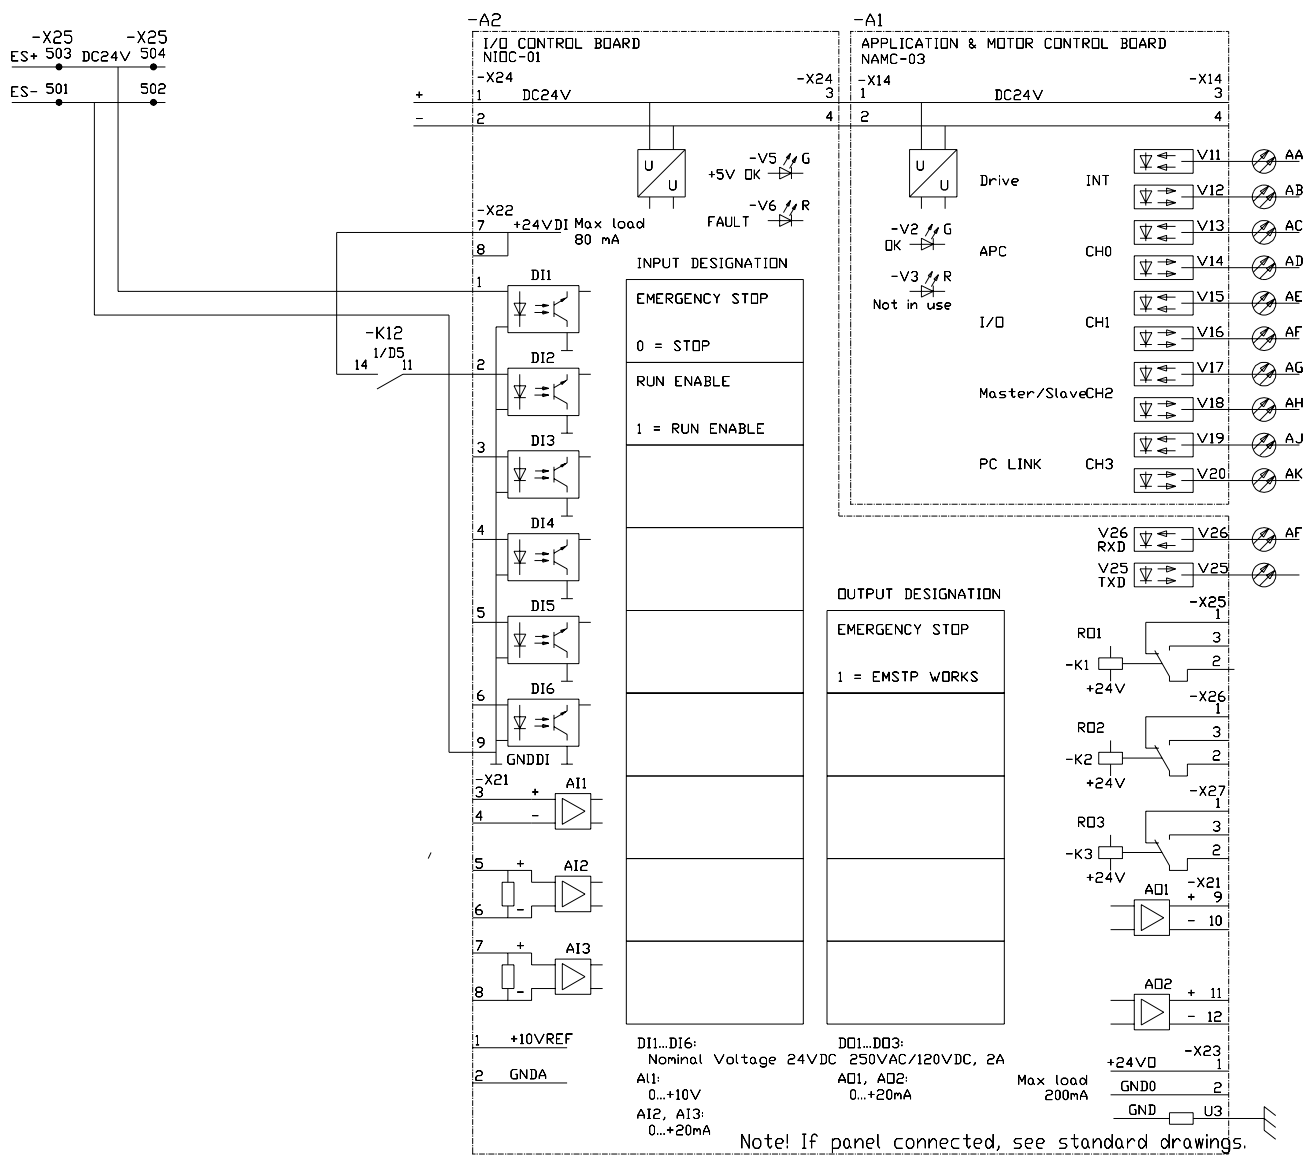 -X25 -X25
ES+ 503 DC24V 504
ES- 501 502
-A2
I/O CONTROL BOARD
NIOC-01
-X24 -X24
+ 1 DC24V 3
- 2 4
-A1
APPLICATION & MOTOR CONTROL BOARD
NAMC-03
-X14 -X14
1 DC24V 3
2 4
U
U
-V5 G
+5V OK
-V6 R
FAULT
U
U
-V2 G
OK
-V3 R
Not in use
Drive INT
APC CH0
I/O CH1
Master/Slave CH2
PC LINK CH3
V11 AA
V12 AB
V13 AC
V14 AD
V15 AE
V16 AF
V17 AG
V18 AH
V19 AJ
V20 AK
V26
RXD
V26 AF
V25
TXD
V25
-X22
7 +24VDI Max load
80 mA
8
1 DI1
-K12
1/D5
14 11
2 DI2
3 DI3
4 DI4
5 DI5
6 DI6
9 GNDDI
INPUT DESIGNATION
EMERGENCY STOP
0 = STOP
RUN ENABLE
1 = RUN ENABLE
OUTPUT DESIGNATION
EMERGENCY STOP
1 = EMSTP WORKS
-X25
1
RO1
3
-K1 2
+24V
-X26
1
RO2
3
-K2 2
+24V
-X27
1
RO3
3
-K3 2
+24V
-X21
3 + AI1
4 -
5 + AI2
6 -
7 + AI3
8 -
1 +10VREF
2 GNDA
-X21
AO1 + 9
- 10
AO2 + 11
- 12
DI1...DI6:
Nominal Voltage 24VDC
AI1:
0...+10V
AI2, AI3:
0...+20mA
DO1...DO3:
250VAC/120VDC, 2A
AO1, AO2:
0...+20mA
-X23
+24VO 1
Max load
200mA
GNDO 2
GND U3
Note! If panel connected, see standard drawings.